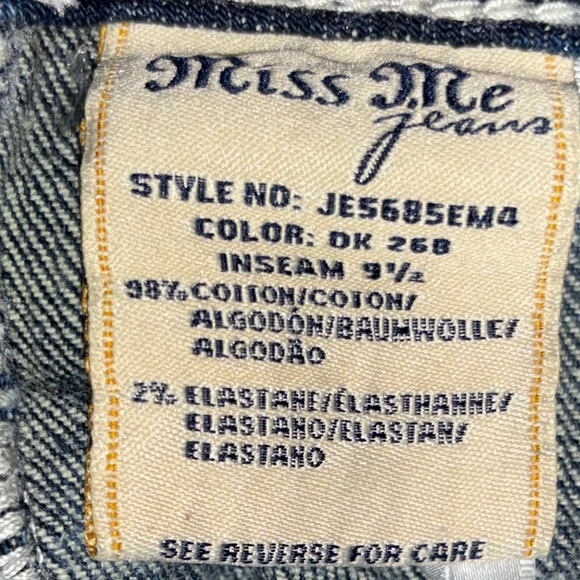 Miss Me
jeans
STYLE NO: JE5685EM4
COLOR: DK 268
INSEAM 9½
98% COTTON/COTON/
ALGODÓN/BAUMWOLLE/
ALGODÃO
2% ELASTANE/ÉLASTHANNE/
ELASTANO/ELASTAN/
ELASTANO
SEE REVERSE FOR CARE